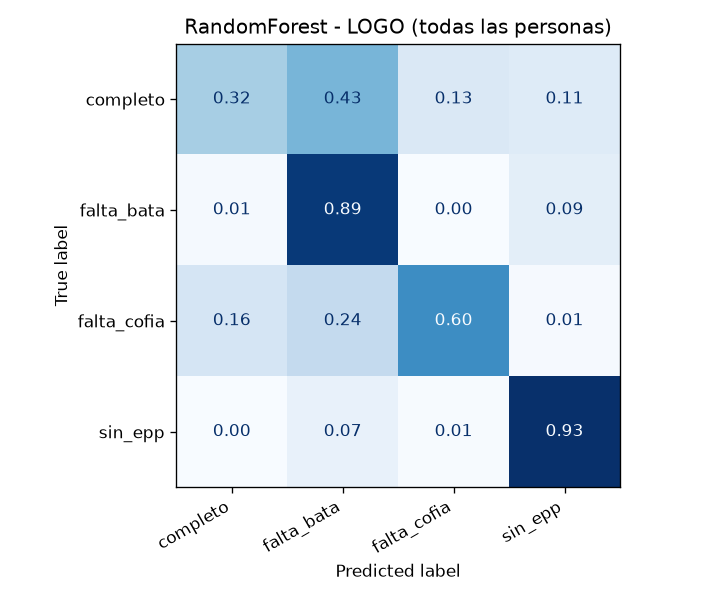 RandomForest - LOGO (todas las personas)
completo 0.32 0.43 0.13 0.11
falta_bata 0.01 0.89 0.00 0.09
True label
falta_cofia 0.16 0.24 0.60 0.01
sin_epp 0.00 0.07 0.01 0.93
completo falta_bata falta_cofia sin_epp
Predicted label